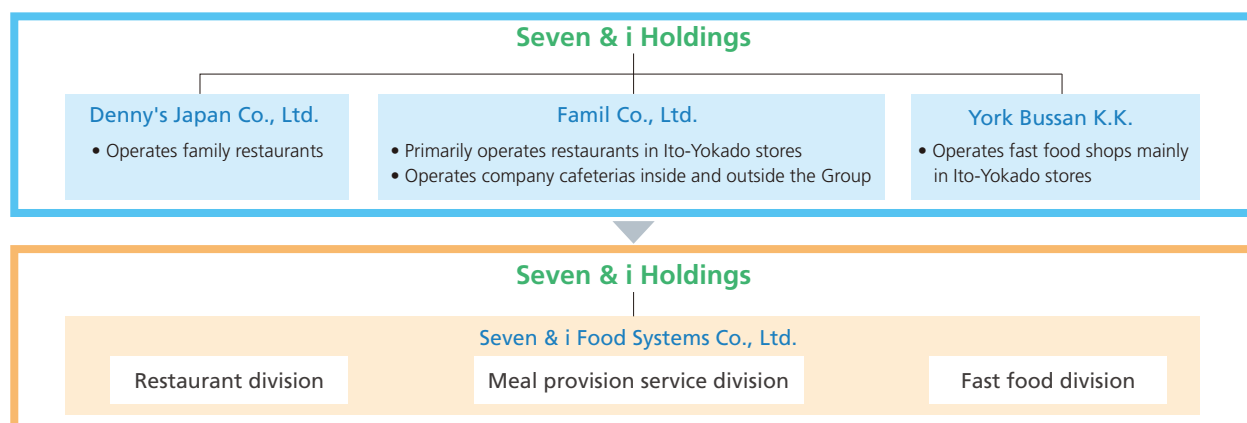 Seven & i Holdings
Denny's Japan Co., Ltd.
• Operates family restaurants
Famil Co., Ltd.
• Primarily operates restaurants in Ito-Yokado stores
• Operates company cafeterias inside and outside the Group
York Bussan K.K.
• Operates fast food shops mainly
in Ito-Yokado stores
Seven & i Holdings
Seven & i Food Systems Co., Ltd.
Restaurant division
Meal provision service division
Fast food division